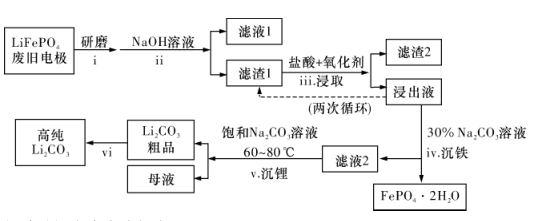 LiFePO₄
废旧电极
研磨
i
NaOH溶液
ii
滤液1
滤渣1
盐酸+氧化剂
iii.浸取
(两次循环)
滤渣2
浸出液
30% Na₂CO₃溶液
iv.沉铁
FePO₄·2H₂O
滤液2
饱和Na₂CO₃溶液
60~80℃
v.沉锂
Li₂CO₃
粗品
母液
vi
高纯
Li₂CO₃